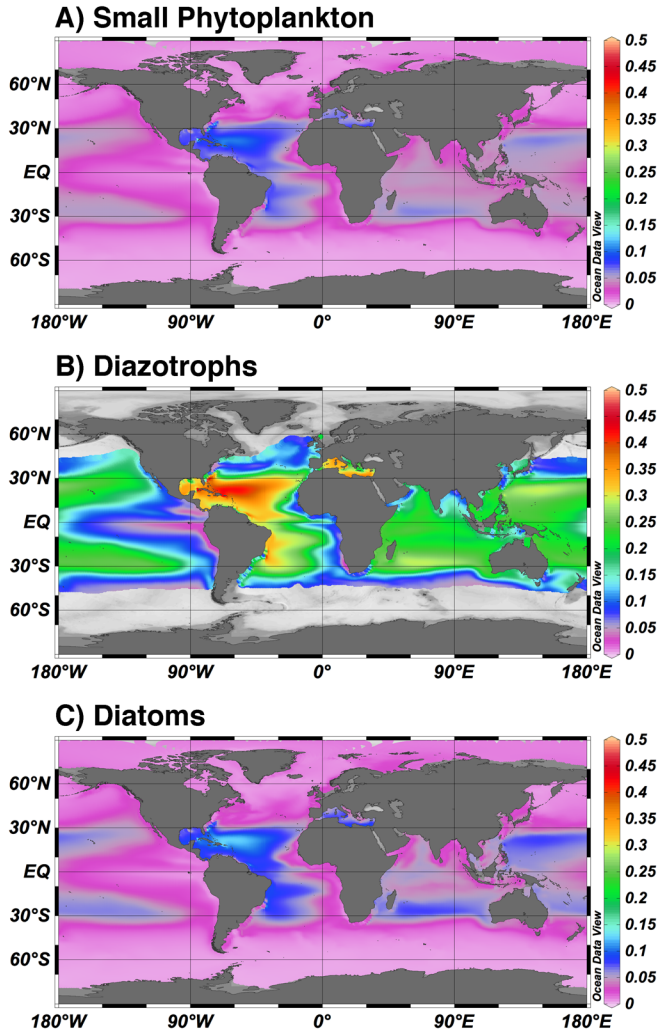 A) Small Phytoplankton
60°N
30°N
EQ
30°S
60°S
180°W 90°W 0° 90°E 180°E
Ocean Data View
0.5
0.45
0.4
0.35
0.3
0.25
0.2
0.15
0.1
0.05
0
B) Diazotrophs
60°N
30°N
EQ
30°S
60°S
180°W 90°W 0° 90°E 180°E
Ocean Data View
0.5
0.45
0.4
0.35
0.3
0.25
0.2
0.15
0.1
0.05
0
C) Diatoms
60°N
30°N
EQ
30°S
60°S
180°W 90°W 0° 90°E 180°E
Ocean Data View
0.5
0.45
0.4
0.35
0.3
0.25
0.2
0.15
0.1
0.05
0